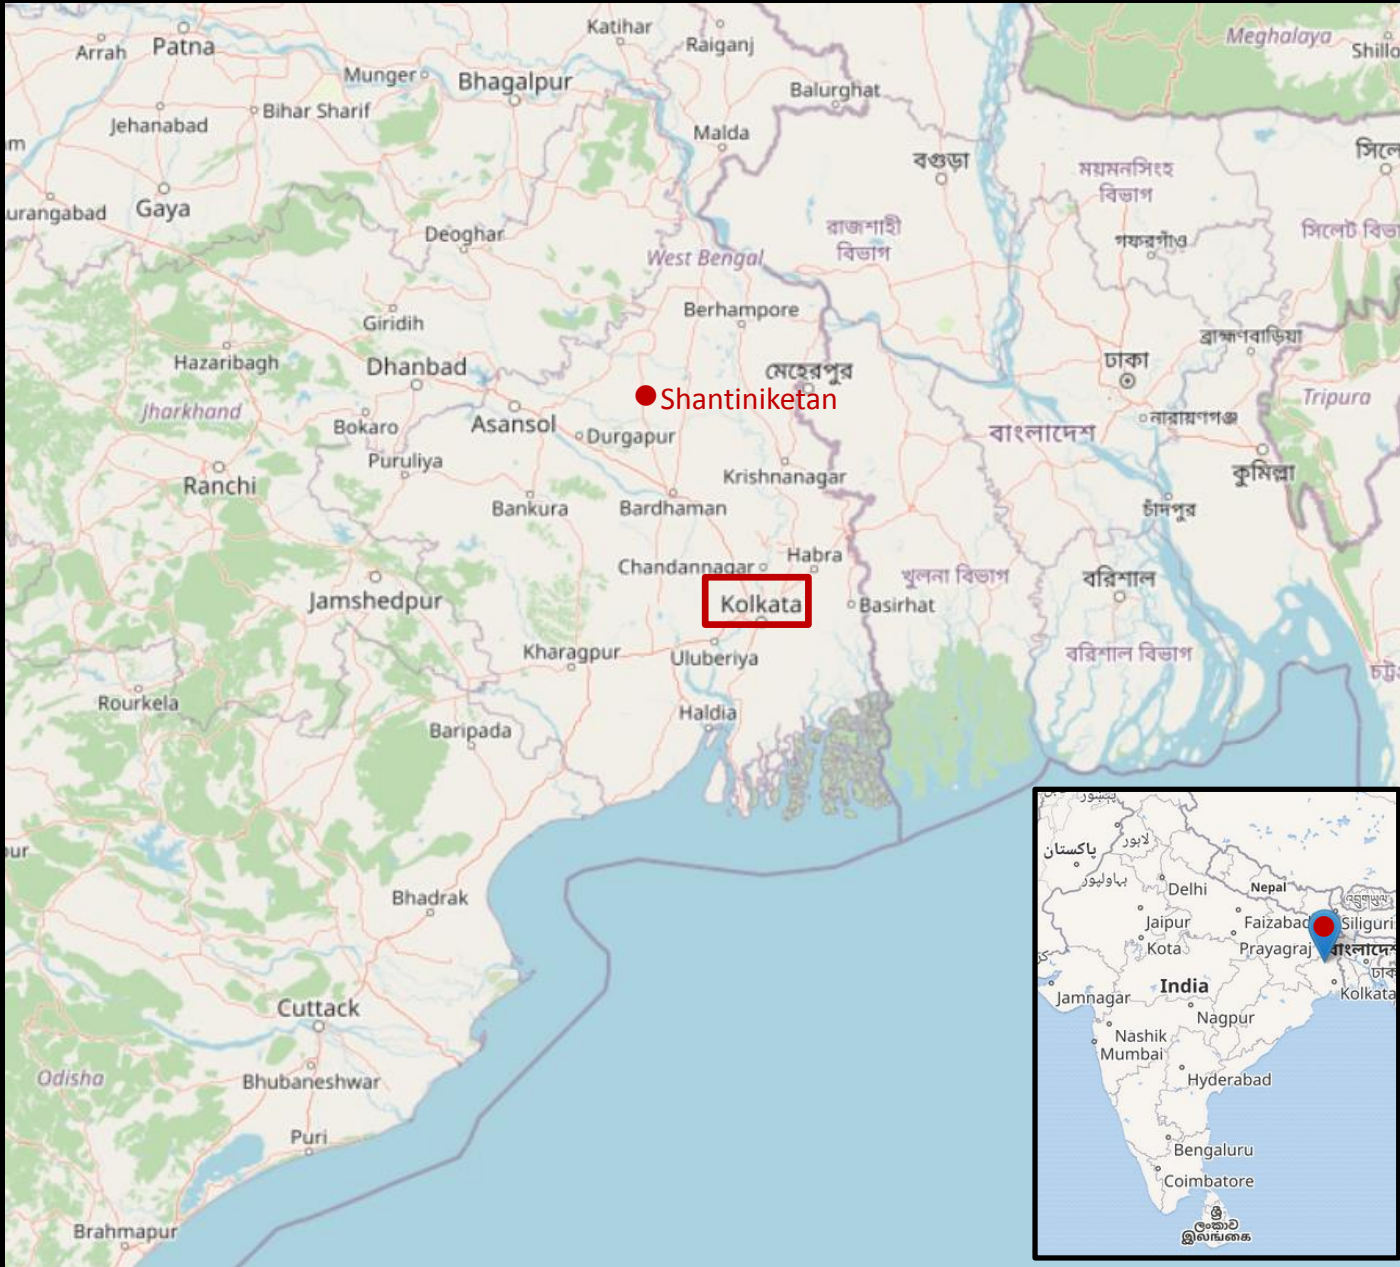 Katihar
Patna
Arrah
Raiganj
Meghalaya
Munger
Bhagalpur
Balurghat
Bihar Sharif
Jehanabad
Malda
বগুড়া
ময়মনসিংহ
বিভাগ
urangabad
Gaya
Deoghar
রাজশাহী
বিভাগ
গফরগাঁও
West Bengal
Berhampore
Giridih
Hazaribagh
Dhanbad
মেহেরপুর
ঢাকা
ব্রাহ্মণবাড়িয়া
Shantiniketan
Tripura
Jharkhand
Bokaro
Asansol
Durgapur
বাংলাদেশ
নারায়ণগঞ্জ
Puruliya
Ranchi
Krishnanagar
কুমিল্লা
Bankura
Bardhaman
চাঁদপুর
Habra
Chandannagar
খুলনা বিভাগ
বরিশাল
Jamshedpur
Kolkata
Basirhat
Kharagpur
Uluberiya
বরিশাল বিভাগ
Rourkela
Haldia
Baripada
Bhadrak
Cuttack
Odisha
Bhubaneshwar
Puri
Brahmapur
پاکستان
لاہور
بہاولپور
Delhi
Nepal
Jaipur
Faizabad
Siliguri
Kota
Prayagraj
India
Kolkata
Jamnagar
Nagpur
Nashik
Mumbai
Hyderabad
Bengaluru
Coimbatore
ශ්‍රී
ලංකාව
இலங்கை